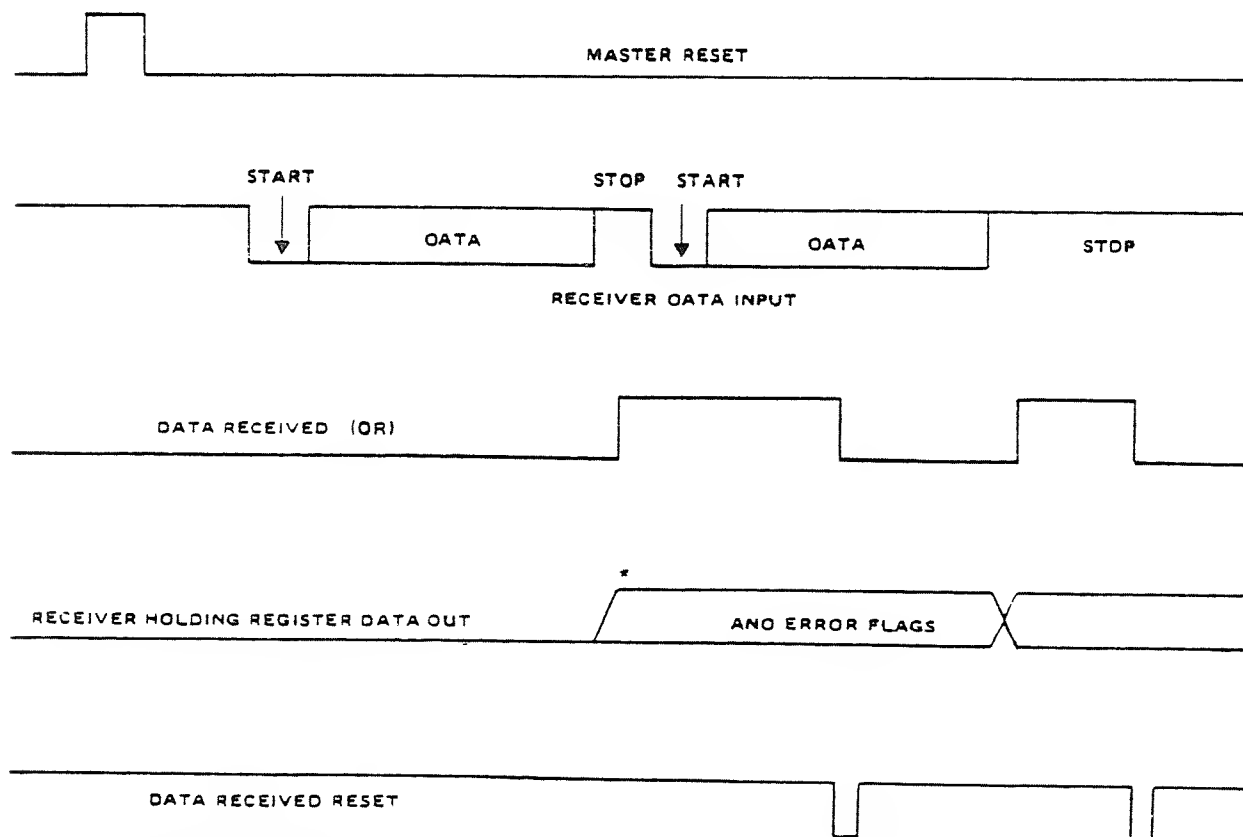 MASTER RESET
START
STOP START
OATA
OATA
STOP
RECEIVER OATA INPUT
DATA RECEIVED (OR)
*
RECEIVER HOLDING REGISTER DATA OUT
ANO ERROR FLAGS
DATA RECEIVED RESET